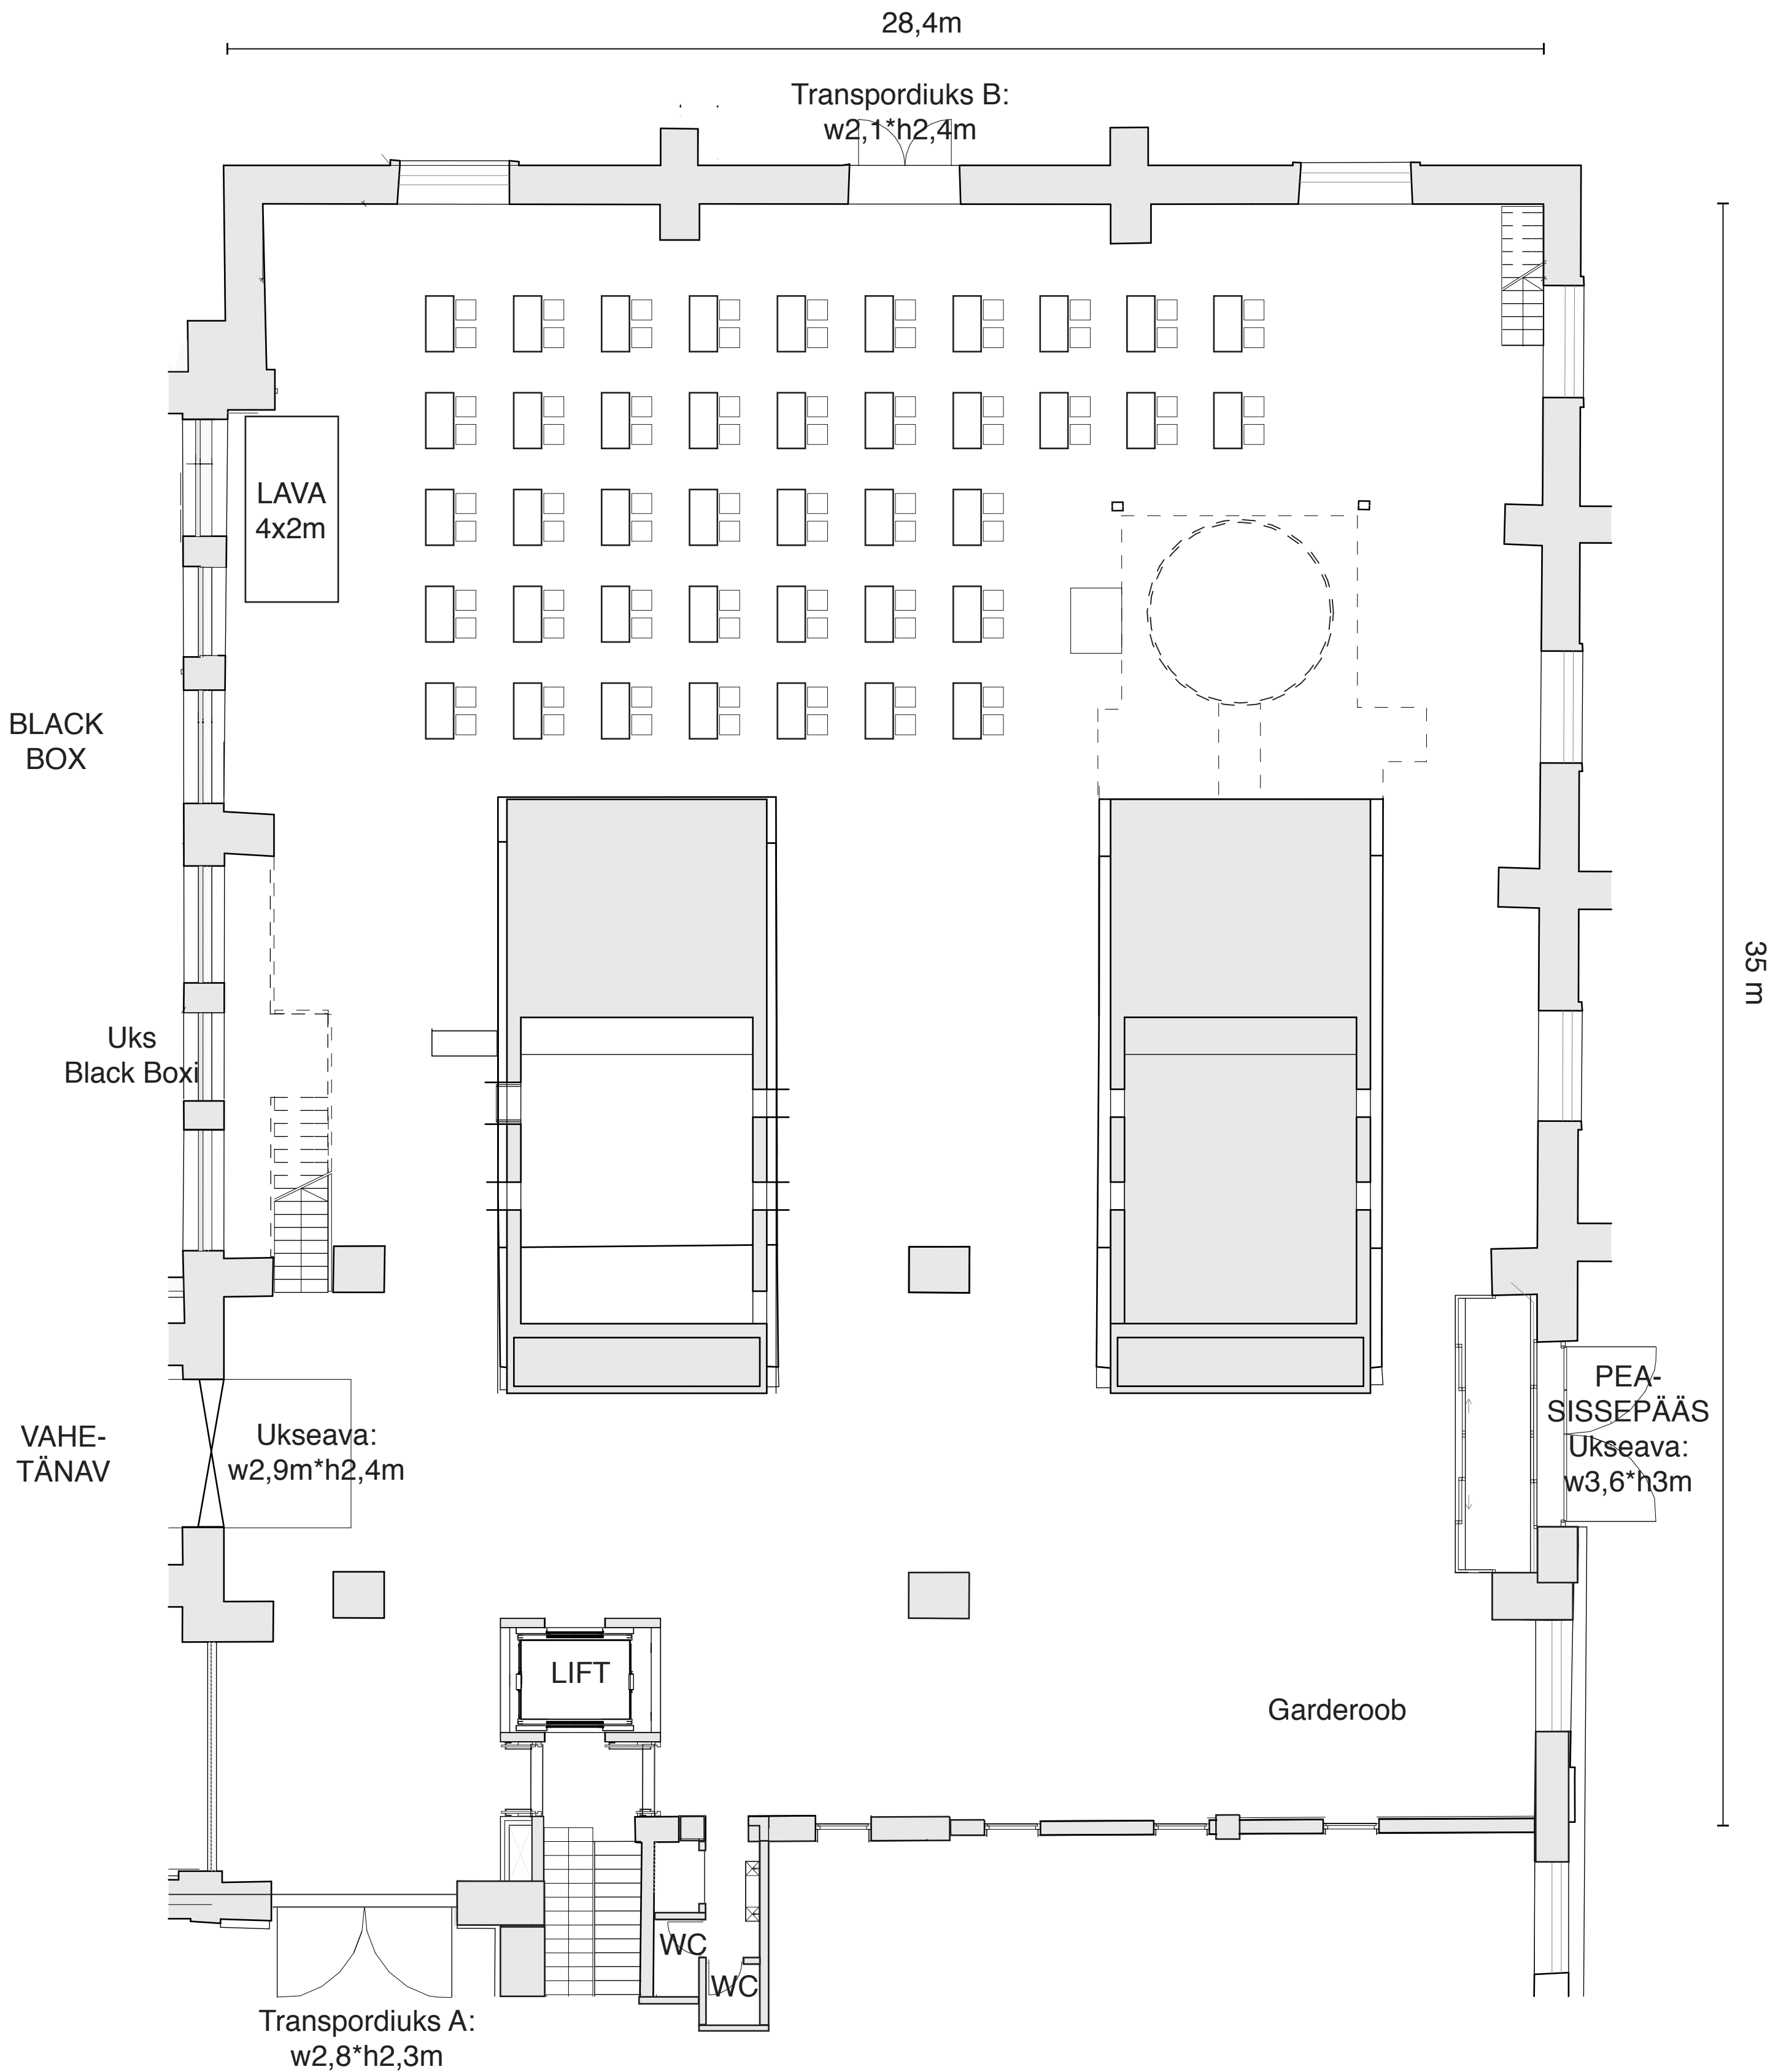 28,4m
Transpordiuks B:
w2,1*h2,4m
LAVA
4x2m
BLACK
BOX
35 m
Uks
Black Boxi
VAHE-
TÄNAV
Ukseava:
w2,9m*h2,4m
PEA-
SISSEPÄÄS
Ukseava:
w3,6*h3m
LIFT
Garderoob
WC
WC
Transpordiuks A:
w2,8*h2,3m